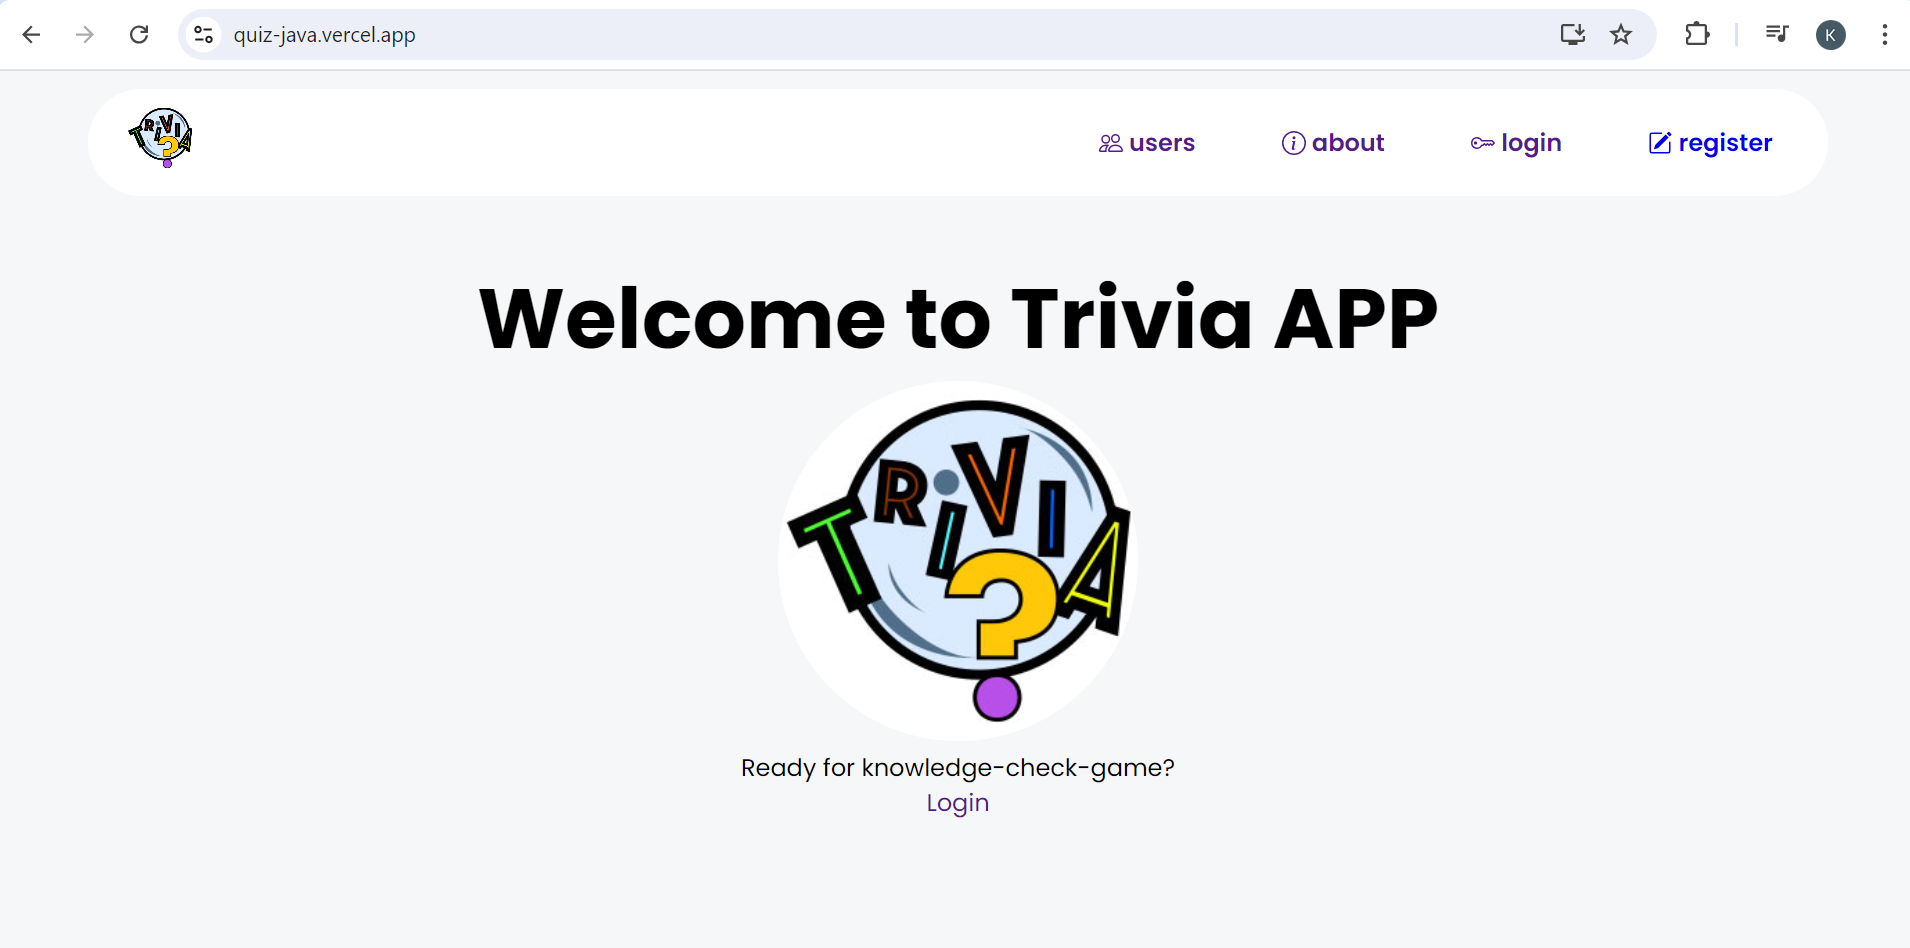 quiz-java.vercel.app
K
TRIVIA?
users
about
login
register
Welcome to Trivia APP
TRIVIA
?
Ready for knowledge-check-game?
Login